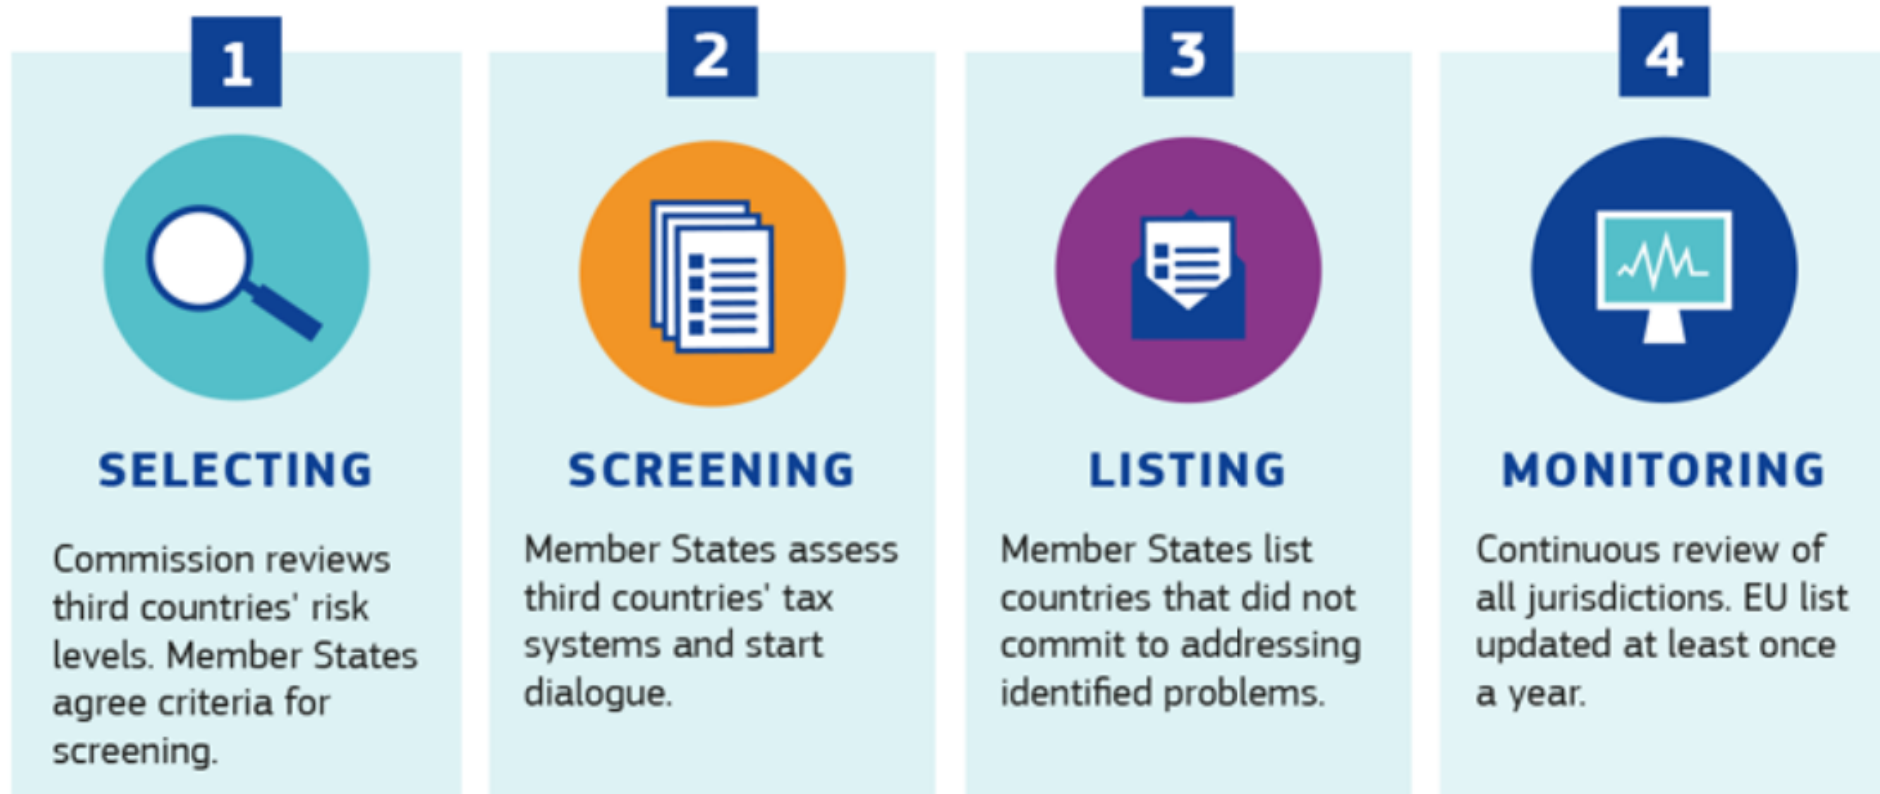 1
SELECTING
Commission reviews
third countries' risk
levels. Member States
agree criteria for
screening.
2
SCREENING
Member States assess
third countries' tax
systems and start
dialogue.
3
LISTING
Member States list
countries that did not
commit to addressing
identified problems.
4
MONITORING
Continuous review of
all jurisdictions. EU list
updated at least once
a year.